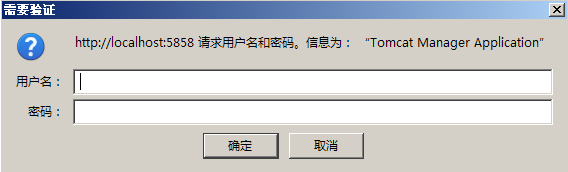 需要验证
http://localhost:5858 请求用户名和密码。信息为： “Tomcat Manager Application”
用户名：
密码：
确定
取消